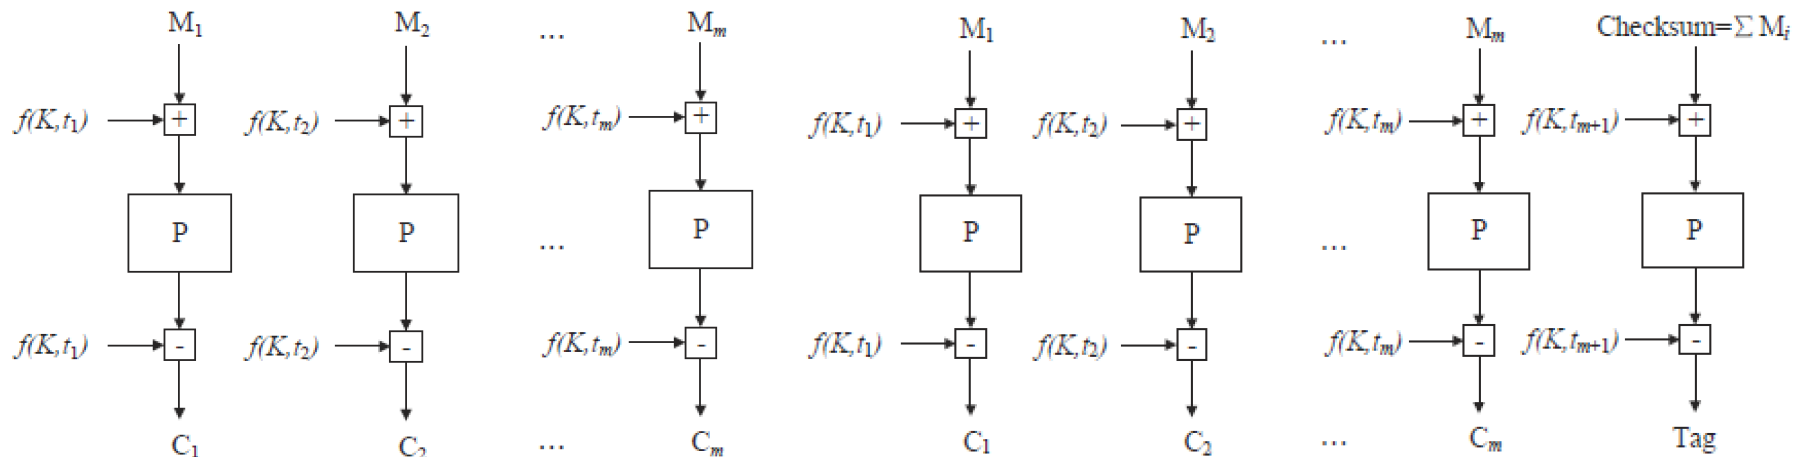 M₁ M₂ ... Mₘ M₁ M₂ ... Mₘ Checksum=∑ Mᵢ
f(K,t₁) + f(K,t₂) + f(K,tₘ) + f(K,t₁) + f(K,t₂) + f(K,tₘ) + f(K,tₘ₊₁) +
P P ... P P P ... P P
f(K,t₁) - f(K,t₂) - f(K,tₘ) - f(K,t₁) - f(K,t₂) - f(K,tₘ) - f(K,tₘ₊₁) -
C₁ C₂ ... Cₘ C₁ C₂ ... Cₘ Tag